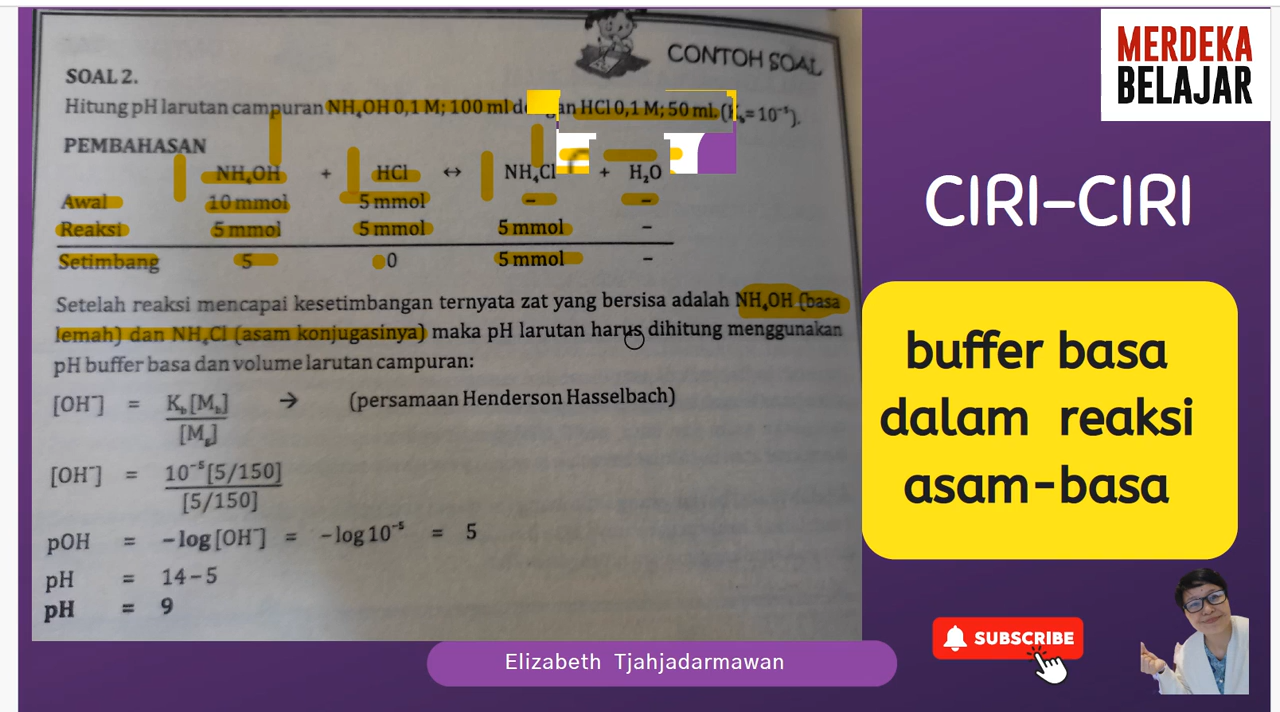 CONTOH SOAL
SOAL 2.
Hitung pH larutan campuran NH₄OH 0,1 M; 100 ml dengan HCl 0,1 M; 50 ml. (K = 10⁻⁵).
PEMBAHASAN
NH₄OH + HCl ↔ NH₄Cl + H₂O
Awal 10 mmol 5 mmol – –
Reaksi 5 mmol 5 mmol 5 mmol –
Setimbang 5 0 5 mmol –
Setelah reaksi mencapai kesetimbangan ternyata zat yang bersisa adalah NH₄OH (basa
lemah) dan NH₄Cl (asam konjugasinya) maka pH larutan harus dihitung menggunakan
pH buffer basa dan volume larutan campuran:
[OH⁻] = K_b [M_b] → (persamaan Henderson Hasselbach)
[M_g]
[OH⁻] = 10⁻⁵ [5/150]
[5/150]
pOH = –log [OH⁻] = –log 10⁻⁵ = 5
pH = 14 – 5
pH = 9
MERDEKA
BELAJAR
CIRI-CIRI
buffer basa
dalam reaksi
asam-basa
SUBSCRIBE
Elizabeth Tjahjadarmawan